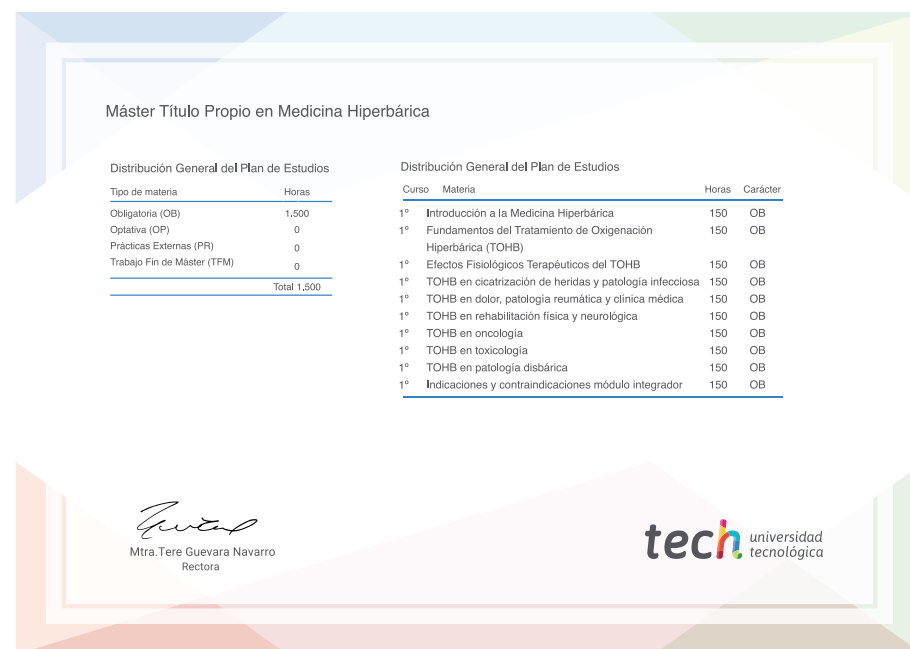 Máster Título Propio en Medicina Hiperbárica
Distribución General del Plan de Estudios
Tipo de materia Horas
Obligatoria (OB) 1.500
Optativa (OP) 0
Prácticas Externas (PR) 0
Trabajo Fin de Máster (TFM) 0
Total 1.500
Distribución General del Plan de Estudios
Curso Materia Horas Carácter
1º Introducción a la Medicina Hiperbárica 150 OB
1º Fundamentos del Tratamiento de Oxigenación 150 OB
Hiperbárica (TOHB)
1º Efectos Fisiológicos Terapéuticos del TOHB 150 OB
1º TOHB en cicatrización de heridas y patología infecciosa 150 OB
1º TOHB en dolor, patología reumática y clínica médica 150 OB
1º TOHB en rehabilitación física y neurológica 150 OB
1º TOHB en oncología 150 OB
1º TOHB en toxicología 150 OB
1º TOHB en patología disbárica 150 OB
1º Indicaciones y contraindicaciones módulo integrador 150 OB
Mtra.Tere Guevara Navarro
Rectora
tech universidad
tecnológica